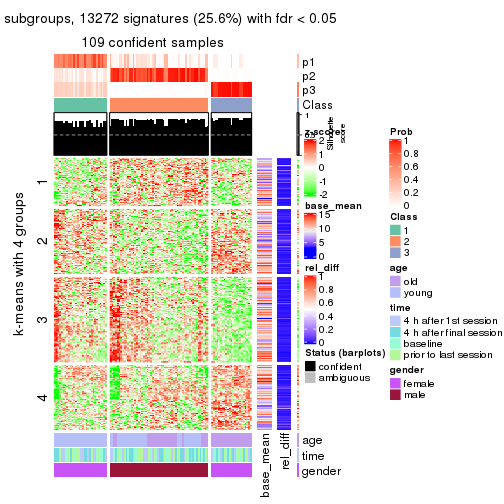 subgroups, 13272 signatures (25.6%) with fdr < 0.05
109 confident samples
p1
p2
p3
Class
1
Silhouette
score
z-scores
2
1
0
-1
-2
base_mean
15
10
5
0
rel_diff
1
0.8
0.6
0.4
0.2
0
Status (barplots)
confident
ambiguous
Prob
1
0.8
0.6
0.4
0.2
0
Class
1
2
3
age
old
young
time
4 h after 1st session
4 h after final session
baseline
prior to last session
gender
female
male
k-means with 4 groups
1
2
3
4
age
time
gender
base_mean
rel_diff